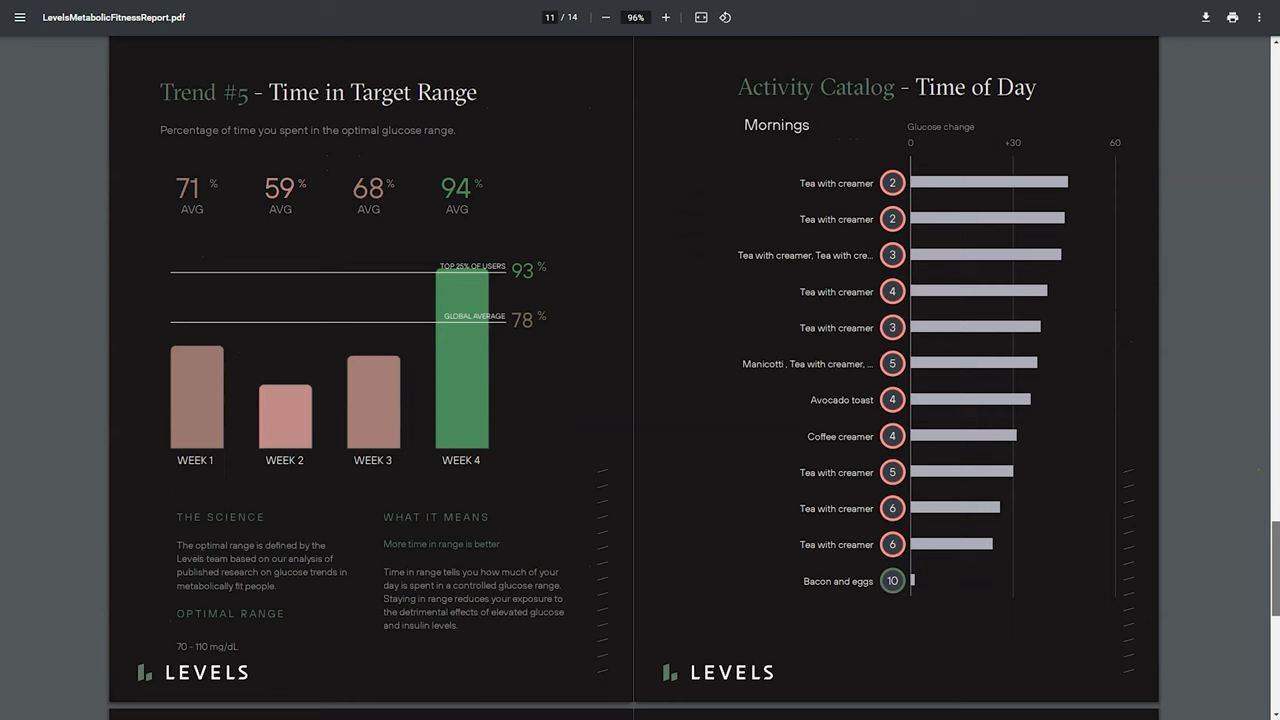 LevelsMetabolicFitnessReport.pdf
11 / 14
96%
Trend #5 - Time in Target Range
Percentage of time you spent in the optimal glucose range.
71 % 59 % 68 % 94 %
AVG AVG AVG AVG
TOP 25% OF USERS 93 %
GLOBAL AVERAGE 78 %
WEEK 1 WEEK 2 WEEK 3 WEEK 4
THE SCIENCE
The optimal range is defined by the
Levels team based on our analysis of
published research on glucose trends in
metabolically fit people.
OPTIMAL RANGE
70 - 110 mg/dL
WHAT IT MEANS
More time in range is better
Time in range tells you how much of your
day is spent in a controlled glucose range.
Staying in range reduces your exposure to
the detrimental effects of elevated glucose
and insulin levels.
LEVELS
Activity Catalog - Time of Day
Mornings
Glucose change
0 +30 60
Tea with creamer 2
Tea with creamer 2
Tea with creamer, Tea with cre... 3
Tea with creamer 4
Tea with creamer 3
Manicotti , Tea with creamer, ... 5
Avocado toast 4
Coffee creamer 4
Tea with creamer 5
Tea with creamer 6
Tea with creamer 6
Bacon and eggs 10
LEVELS